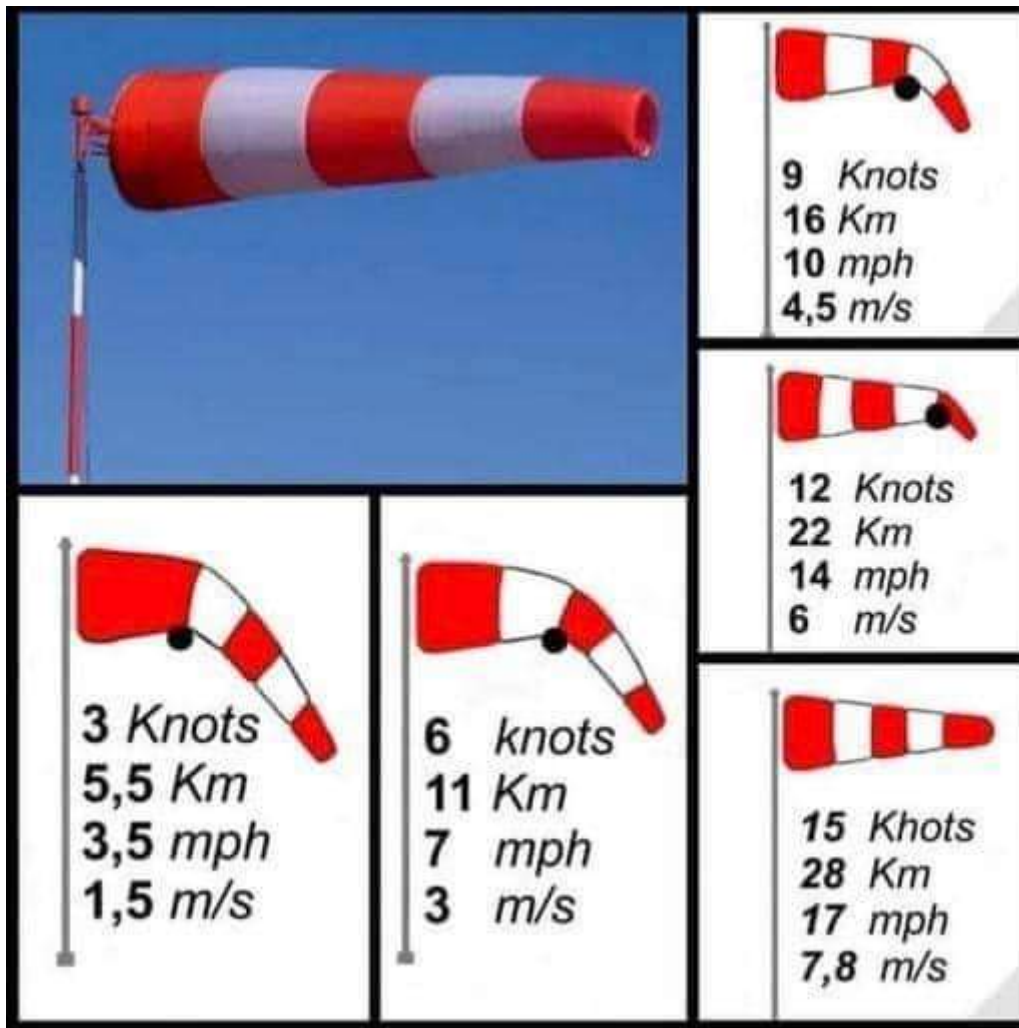 9 Knots
16 Km
10 mph
4,5 m/s
12 Knots
22 Km
14 mph
6 m/s
3 Knots
5,5 Km
3,5 mph
1,5 m/s
6 knots
11 Km
7 mph
3 m/s
15 Khots
28 Km
17 mph
7,8 m/s